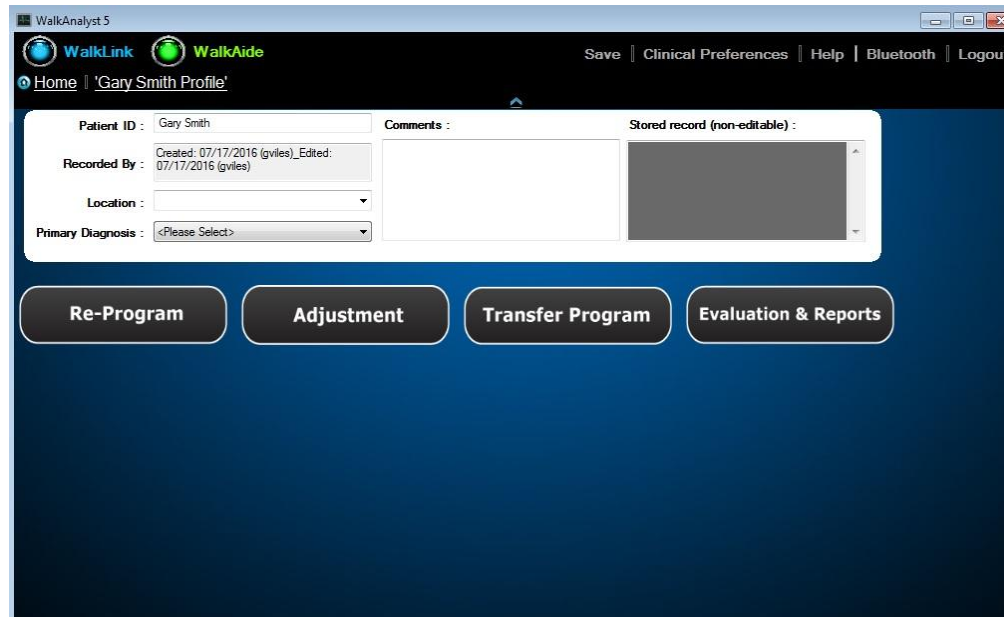 WalkAnalyst 5
WalkLink WalkAide Save | Clinical Preferences | Help | Bluetooth |
Home | 'Gary Smith Profile'
Patient ID : Gary Smith Comments : Stored record (non-editable) :
Recorded By : Created: 07/17/2016 (gviles)_Edited:
07/17/2016 (gviles)
Location :
Primary Diagnosis : <Please Select>
Re-Program Adjustment Transfer Program Evaluation & Reports